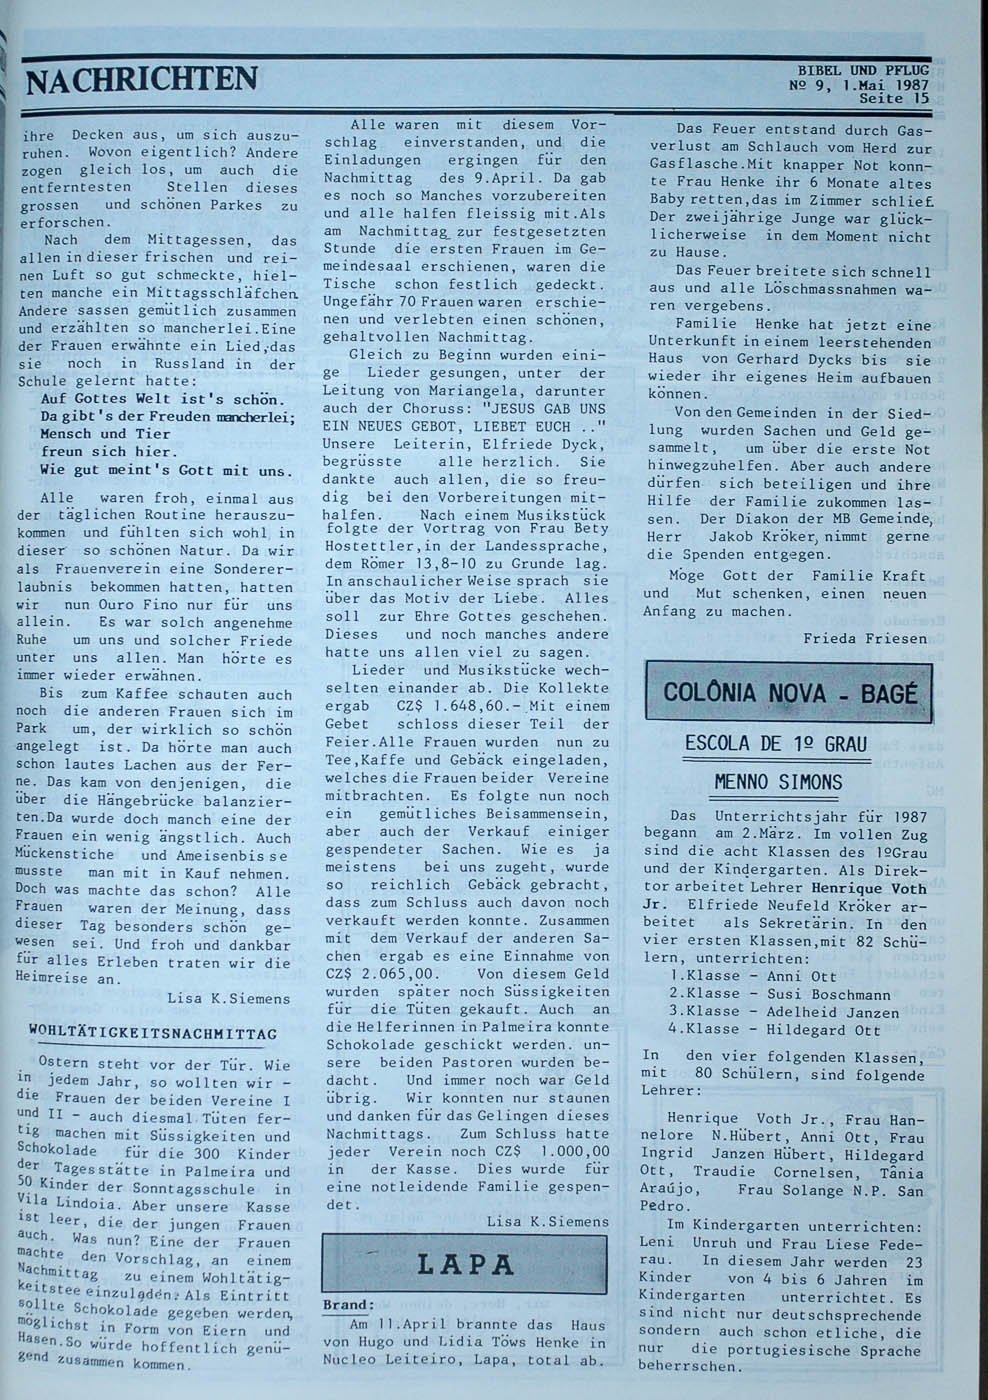 NACHRICHTEN
BIBEL UND PFLUG
Nº 9, 1.Mai 1987
Seite 15
ihre Decken aus, um sich auszu-
ruhen. Wovon eigentlich? Andere
zogen gleich los, um auch die
entferntesten Stellen dieses
grossen und schönen Parkes zu
erforschen.
Nach dem Mittagessen, das
allen in dieser frischen und rei-
nen Luft so gut schmeckte, hiel-
ten manche ein Mittagsschläfchen.
Andere sassen gemütlich zusammen
und erzählten so mancherlei.Eine
der Frauen erwähnte ein Lied,das
sie noch in Russland in der
Schule gelernt hatte:
Auf Gottes Welt ist's schön.
Da gibt's der Freuden mancherlei;
Mensch und Tier
freun sich hier.
Wie gut meint's Gott mit uns.
Alle waren froh, einmal aus
der täglichen Routine herauszu-
kommen und fühlten sich wohl in
dieser so schönen Natur. Da wir
als Frauenverein eine Sonderer-
laubnis bekommen hatten, hatten
wir nun Ouro Fino nur für uns
allein. Es war solch angenehme
Ruhe um uns und solcher Friede
unter uns allen. Man hörte es
immer wieder erwähnen.
Bis zum Kaffee schauten auch
noch die anderen Frauen sich im
Park um, der wirklich so schön
angelegt ist. Da hörte man auch
schon lautes Lachen aus der Fer-
ne. Das kam von denjenigen, die
über die Hängebrücke balanzier-
ten.Da wurde doch manch eine der
Frauen ein wenig ängstlich. Auch
Mückenstiche und Ameisenbisse
musste man mit in Kauf nehmen.
Doch was machte das schon? Alle
Frauen waren der Meinung, dass
dieser Tag besonders schön ge-
wesen sei. Und froh und dankbar
für alles Erleben traten wir die
Heimreise an.
Lisa K.Siemens
WOHLTÄTIGKEITSNACHMITTAG
Ostern steht vor der Tür. Wie
in jedem Jahr, so wollten wir -
die Frauen der beiden Vereine I
und II - auch diesmal Tüten fer-
tig machen mit Süssigkeiten und
Schokolade für die 300 Kinder
der Tagesstätte in Palmeira und
50 Kinder der Sonntagsschule in
Vila Lindoia. Aber unsere Kasse
ist leer, die der jungen Frauen
auch. Was nun? Eine der Frauen
machte den Vorschlag, an einem
Nachmittag zu einem Wohltätig-
keitstee einzuladen. Als Eintritt
sollte Schokolade gegeben werden,
möglichst in Form von Eiern und
Hasen.So würde hoffentlich genü-
gend zusammen kommen.
Alle waren mit diesem Vor-
schlag einverstanden, und die
Einladungen ergingen für den
Nachmittag des 9.April. Da gab
es noch so Manches vorzubereiten
und alle halfen fleissig mit.Als
am Nachmittag zur festgesetzten
Stunde die ersten Frauen im Ge-
meindesaal erschienen, waren die
Tische schon festlich gedeckt.
Ungefähr 70 Frauen waren erschie-
nen und verlebten einen schönen,
gehaltvollen Nachmittag.
Gleich zu Beginn wurden eini-
ge Lieder gesungen, unter der
Leitung von Mariangela, darunter
auch der Choruss: "JESUS GAB UNS
EIN NEUES GEBOT, LIEBET EUCH .."
Unsere Leiterin, Elfriede Dyck,
begrüsste alle herzlich. Sie
dankte auch allen, die so freu-
dig bei den Vorbereitungen mit-
halfen. Nach einem Musikstück
folgte der Vortrag von Frau Bety
Hostettler,in der Landessprache,
dem Römer 13,8-10 zu Grunde lag.
In anschaulicher Weise sprach sie
über das Motiv der Liebe. Alles
soll zur Ehre Gottes geschehen.
Dieses und noch manches andere
hatte uns allen viel zu sagen.
Lieder und Musikstücke wech-
selten einander ab. Die Kollekte
ergab CZ$ 1.648,60.- Mit einem
Gebet schloss dieser Teil der
Feier.Alle Frauen wurden nun zu
Tee,Kaffee und Gebäck eingeladen,
welches die Frauen beider Vereine
mitbrachten. Es folgte nun noch
ein gemütliches Beisammensein,
aber auch der Verkauf einiger
gespendeter Sachen. Wie es ja
meistens bei uns zugeht, wurde
so reichlich Gebäck gebracht,
dass zum Schluss auch davon noch
verkauft werden konnte. Zusammen
mit dem Verkauf der anderen Sa-
chen ergab es eine Einnahme von
CZ$ 2.065,00. Von diesem Geld
wurden später noch Süssigkeiten
für die Tüten gekauft. Auch an
die Helferinnen in Palmeira konnte
Schokolade geschickt werden. un-
sere beiden Pastoren wurden be-
dacht. Und immer noch war Geld
übrig. Wir konnten nur staunen
und danken für das Gelingen dieses
Nachmittags. Zum Schluss hatte
jeder Verein noch CZ$ 1.000,00
in der Kasse. Dies wurde für
eine notleidende Familie gespen-
det.
Lisa K.Siemens
LAPA
Brand:
Am 11.April brannte das Haus
von Hugo und Lidia Töws Henke in
Nucleo Leiteiro, Lapa, total ab.
Das Feuer entstand durch Gas-
verlust am Schlauch vom Herd zur
Gasflasche.Mit knapper Not konn-
te Frau Henke ihr 6 Monate altes
Baby retten,das im Zimmer schlief.
Der zweijährige Junge war glück-
licherweise in dem Moment nicht
zu Hause.
Das Feuer breitete sich schnell
aus und alle Löschmassnahmen wa-
ren vergebens.
Familie Henke hat jetzt eine
Unterkunft in einem leerstehenden
Haus von Gerhard Dycks bis sie
wieder ihr eigenes Heim aufbauen
können.
Von den Gemeinden in der Sied-
lung wurden Sachen und Geld ge-
sammelt, um über die erste Not
hinwegzuhelfen. Aber auch andere
dürfen sich beteiligen und ihre
Hilfe der Familie zukommen las-
sen. Der Diakon der MB Gemeinde,
Herr Jakob Kröker, nimmt gerne
die Spenden entgegen.
Möge Gott der Familie Kraft
und Mut schenken, einen neuen
Anfang zu machen.
Frieda Friesen
COLÔNIA NOVA - BAGÉ
ESCOLA DE 1º GRAU
MENNO SIMONS
Das Unterrichtsjahr für 1987
begann am 2.März. Im vollen Zug
sind die acht Klassen des 1ºGrau
und der Kindergarten. Als Direk-
tor arbeitet Lehrer Henrique Voth
Jr. Elfriede Neufeld Kröker ar-
beitet als Sekretärin. In den
vier ersten Klassen,mit 82 Schü-
lern, unterrichten:
1.Klasse - Anni Ott
2.Klasse - Susi Boschmann
3.Klasse - Adelheid Janzen
4.Klasse - Hildegard Ott
In den vier folgenden Klassen,
mit 80 Schülern, sind folgende
Lehrer:
Henrique Voth Jr., Frau Han-
nelore N.Hübert, Anni Ott, Frau
Ingrid Janzen Hübert, Hildegard
Ott, Traudie Cornelsen, Tânia
Araújo, Frau Solange N.P. San
Pedro.
Im Kindergarten unterrichten:
Leni Unruh und Frau Liese Fede-
rau. In diesem Jahr werden 23
Kinder von 4 bis 6 Jahren im
Kindergarten unterrichtet. Es
sind nicht nur deutschsprechende
sondern auch schon etliche, die
nur die portugiesische Sprache
beherrschen.